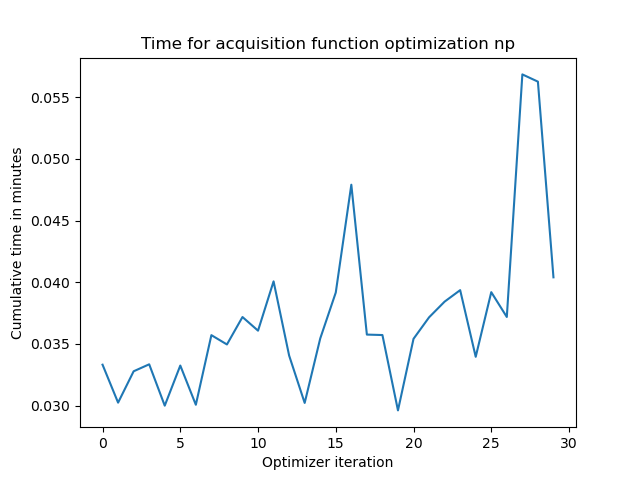 Time for acquisition function optimization np
Cumulative time in minutes
0.055
0.050
0.045
0.040
0.035
0.030
0 5 10 15 20 25 30
Optimizer iteration